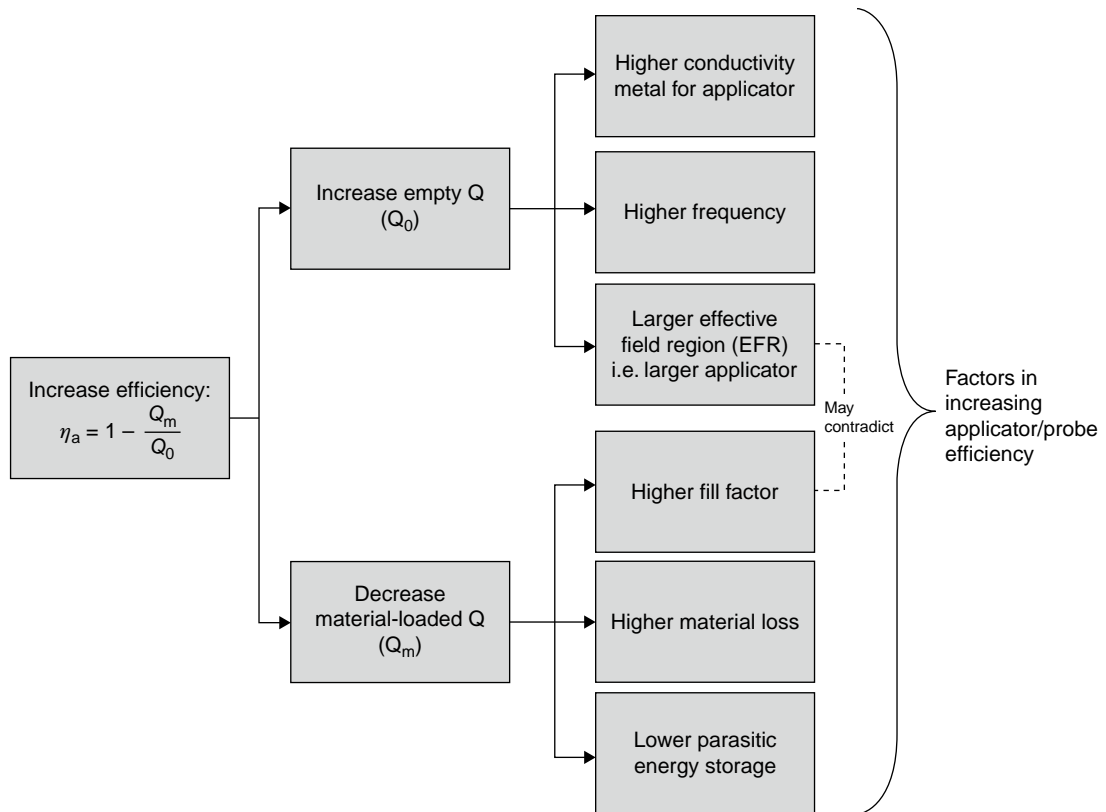 Higher conductivity
metal for applicator
Increase empty Q
(Q₀)
Higher frequency
Larger effective
field region (EFR)
i.e. larger applicator
Increase efficiency:
ηₐ = 1 − Qₘ/Q₀
May
contradict
Factors in
increasing
applicator/probe
efficiency
Higher fill factor
Decrease
material-loaded Q
(Qₘ)
Higher material loss
Lower parasitic
energy storage